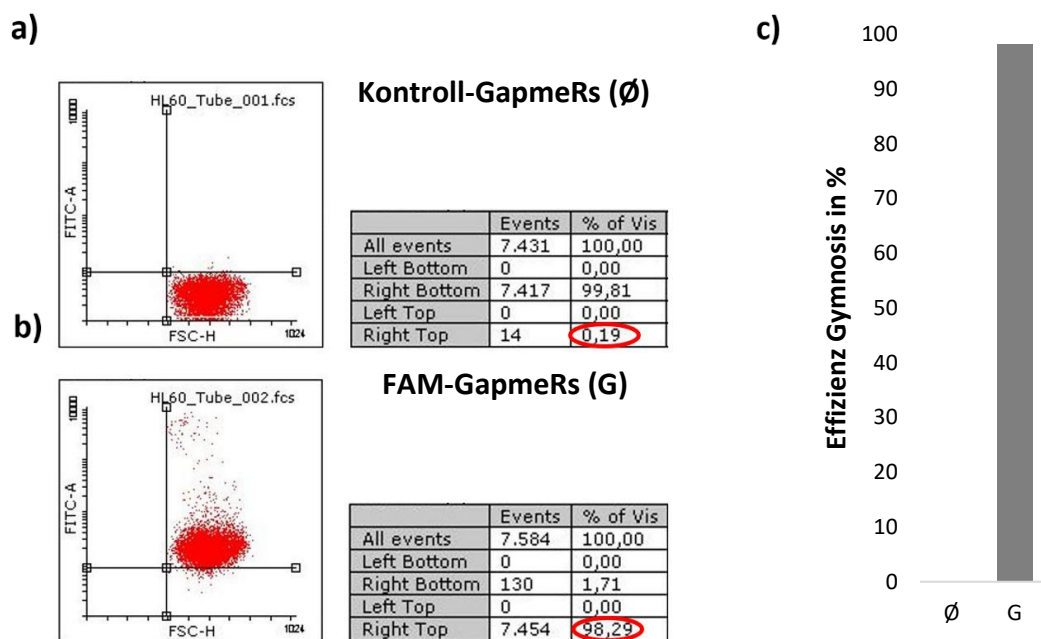 a)
Kontroll-GapmeRs (Ø)
HL60_Tube_001.fcs
FITC-A
FSC-H
1024
Events % of Vis
All events 7.431 100,00
Left Bottom 0 0,00
Right Bottom 7.417 99,81
Left Top 0 0,00
Right Top 14 0,19
b)
FAM-GapmeRs (G)
HL60_Tube_002.fcs
FITC-A
FSC-H
1024
Events % of Vis
All events 7.584 100,00
Left Bottom 0 0,00
Right Bottom 130 1,71
Left Top 0 0,00
Right Top 7.454 98,29
c)
Effizienz Gymnosis in %
100
90
80
70
60
50
40
30
20
10
0
Ø G